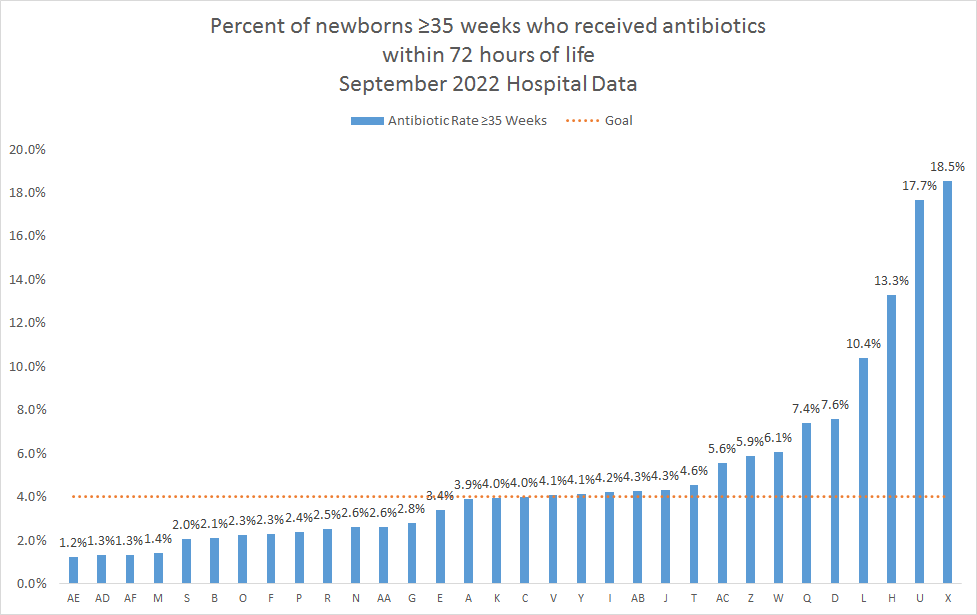 Percent of newborns ≥35 weeks who received antibiotics
within 72 hours of life
September 2022 Hospital Data
Antibiotic Rate ≥35 Weeks Goal
20.0%
18.0%
16.0%
14.0%
12.0%
10.0%
8.0%
6.0%
4.0%
2.0%
0.0%
1.2% 1.3% 1.3% 1.4% 2.0% 2.1% 2.3% 2.3% 2.4% 2.5% 2.6% 2.6% 2.8% 3.4% 3.9% 4.0% 4.0% 4.1% 4.1% 4.2% 4.3% 4.3% 4.6% 5.6% 5.9% 6.1% 7.4% 7.6% 10.4% 13.3% 17.7% 18.5%
AE AD AF M S B O F P R N AA G E A K C V Y I AB J T AC Z W Q D L H U X